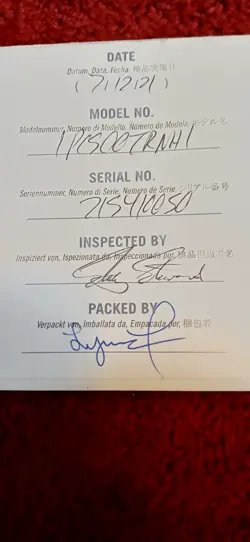 DATE
Datum, Data, Fecha, 検品実施日
(7/12/21)
MODEL NO.
Modellnummer, Numero di Modello, Número de Modelo, モデル名
SERIAL NO.
Seriennummer, Numero di Serie, Número de Serie, シリアル番号
INSPECTED BY
Inspiziert von, Ispezionata da, Inspeccionada por, 検品担当者名
PACKED BY
Verpackt von, Imballata da, Empacada por, 梱包者